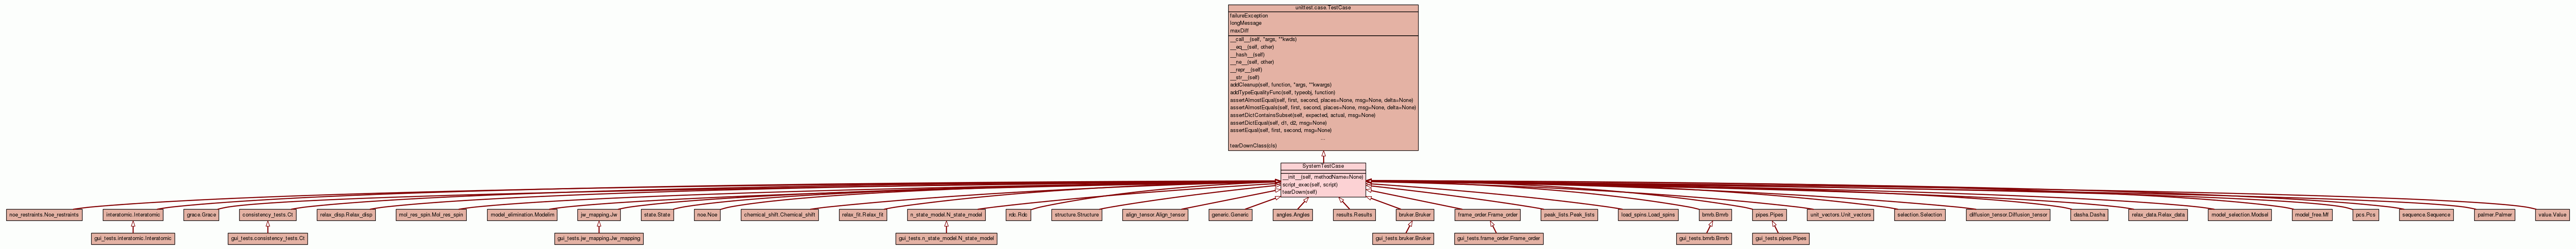 unittest.case.TestCase
failureException
longMessage
maxDiff
__call__(self, *args, **kwds)
__eq__(self, other)
__hash__(self)
__ne__(self, other)
__repr__(self)
__str__(self)
addCleanup(self, function, *args, **kwargs)
addTypeEqualityFunc(self, typeobj, function)
assertAlmostEqual(self, first, second, places=None, msg=None, delta=None)
assertAlmostEquals(self, first, second, places=None, msg=None, delta=None)
assertDictContainsSubset(self, expected, actual, msg=None)
assertDictEqual(self, d1, d2, msg=None)
assertEqual(self, first, second, msg=None)
...
tearDownClass(cls)
SystemTestCase
__init__(self, methodName=None)
script_exec(self, script)
tearDown(self)
noe_restraints.Noe_restraints
interatomic.Interatomic
grace.Grace
consistency_tests.Ct
relax_disp.Relax_disp
mol_res_spin.Mol_res_spin
model_elimination.Modelim
jw_mapping.Jw
state.State
noe.Noe
chemical_shift.Chemical_shift
relax_fit.Relax_fit
n_state_model.N_state_model
rdc.Rdc
structure.Structure
align_tensor.Align_tensor
generic.Generic
angles.Angles
results.Results
bruker.Bruker
frame_order.Frame_order
peak_lists.Peak_lists
load_spins.Load_spins
bmrb.Bmrb
pipes.Pipes
unit_vectors.Unit_vectors
selection.Selection
diffusion_tensor.Diffusion_tensor
dasha.Dasha
relax_data.Relax_data
model_selection.Modsel
model_free.Mf
pcs.Pcs
sequence.Sequence
palmer.Palmer
value.Value
gui_tests.interatomic.Interatomic
gui_tests.consistency_tests.Ct
gui_tests.jw_mapping.Jw_mapping
gui_tests.n_state_model.N_state_model
gui_tests.bruker.Bruker
gui_tests.frame_order.Frame_order
gui_tests.bmrb.Bmrb
gui_tests.pipes.Pipes